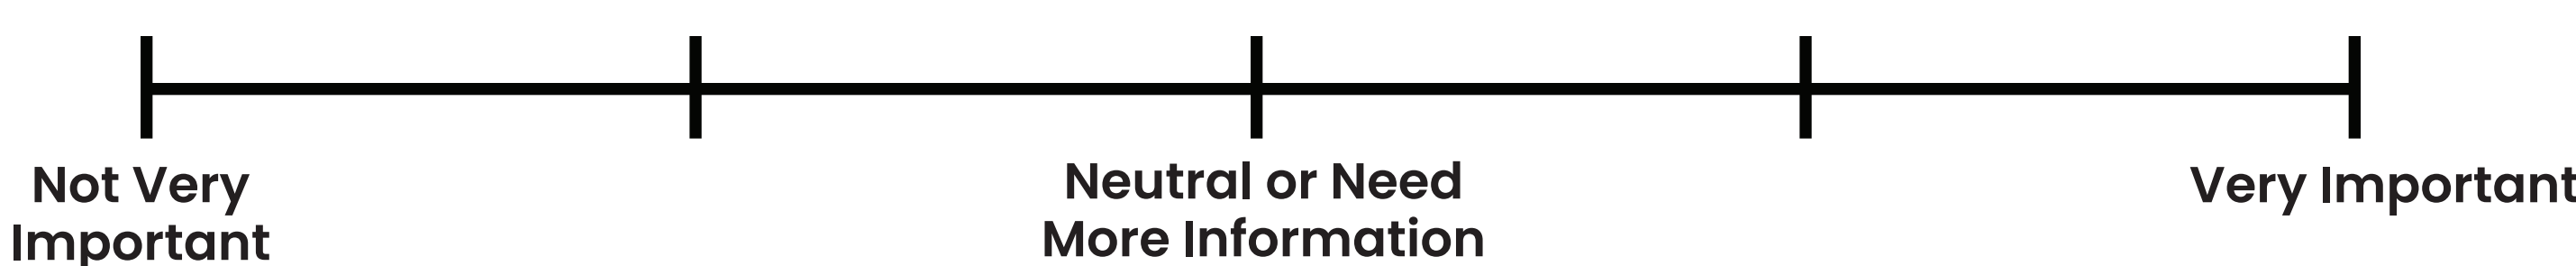 Not Very
Important
Neutral or Need
More Information
Very Important